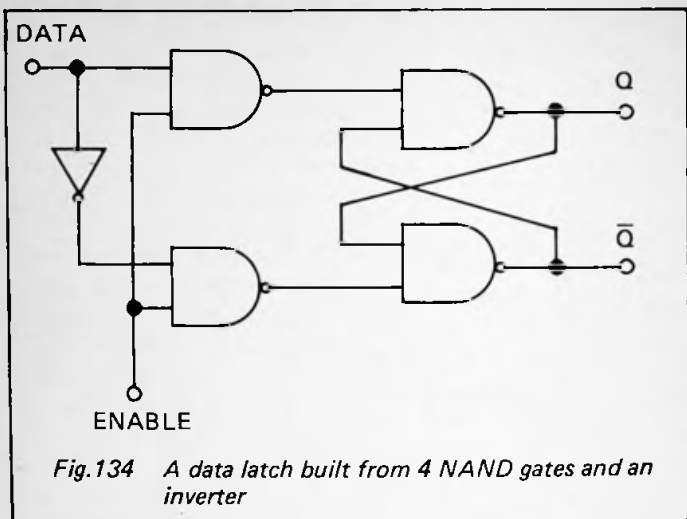 DATA
Q
Q̅
ENABLE
Fig.134 A data latch built from 4 NAND gates and an
inverter